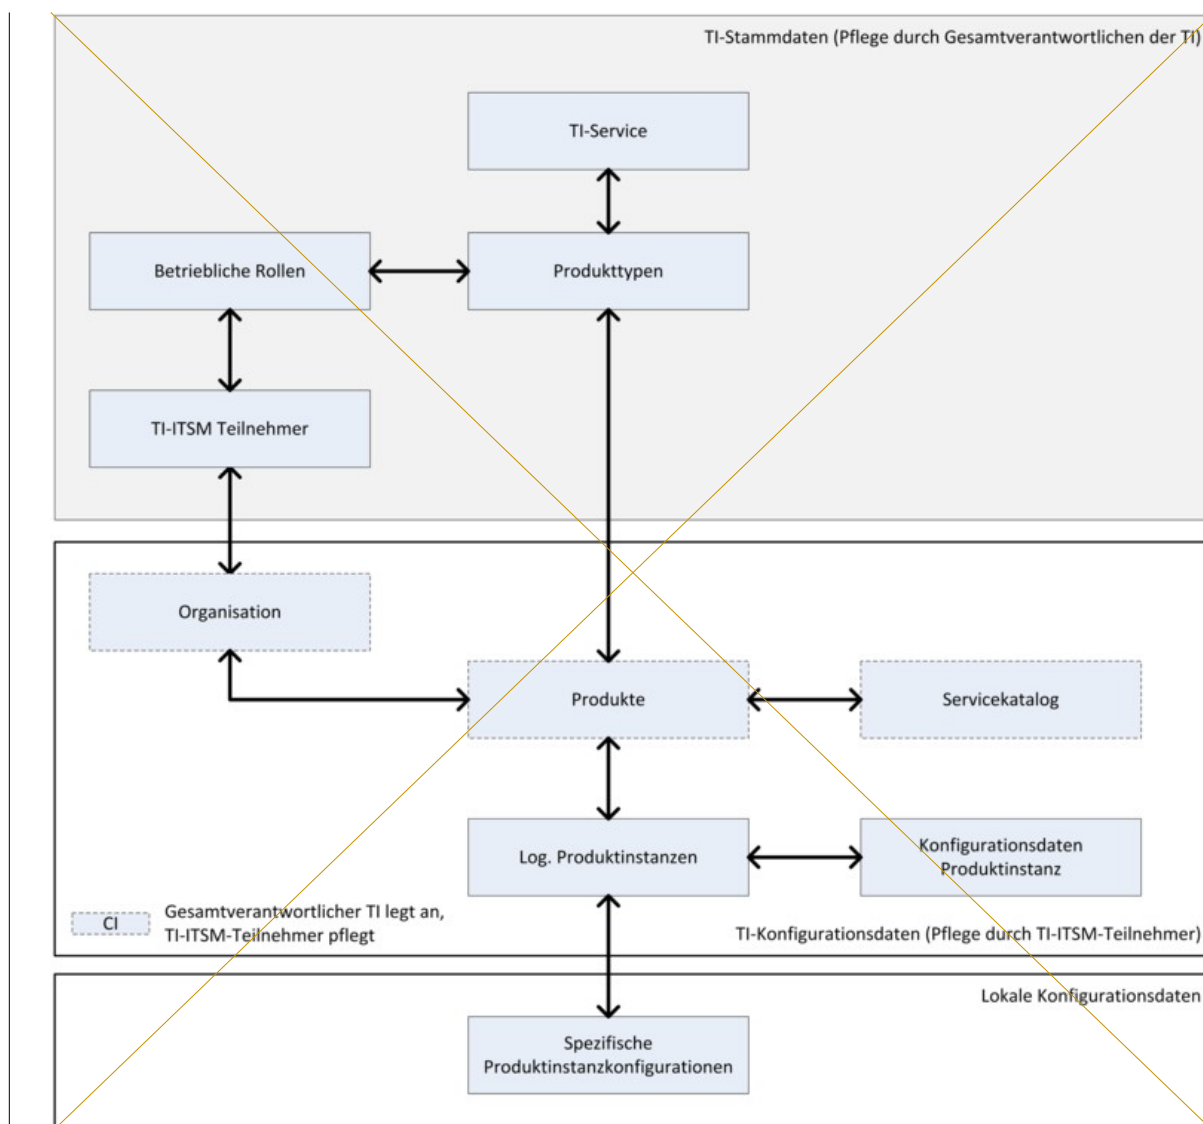 TI-Stammdaten (Pflege durch Gesamtverantwortlichen der TI)
TI-Service
Betriebliche Rollen
Produkttypen
TI-ITSM Teilnehmer
Organisation
Produkte
Servicekatalog
Log. Produktinstanzen
Konfigurationsdaten
Produktinstanz
CI
Gesamtverantwortlicher TI legt an,
TI-ITSM-Teilnehmer pflegt
TI-Konfigurationsdaten (Pflege durch TI-ITSM-Teilnehmer)
Lokale Konfigurationsdaten
Spezifische
Produktinstanzkonfigurationen